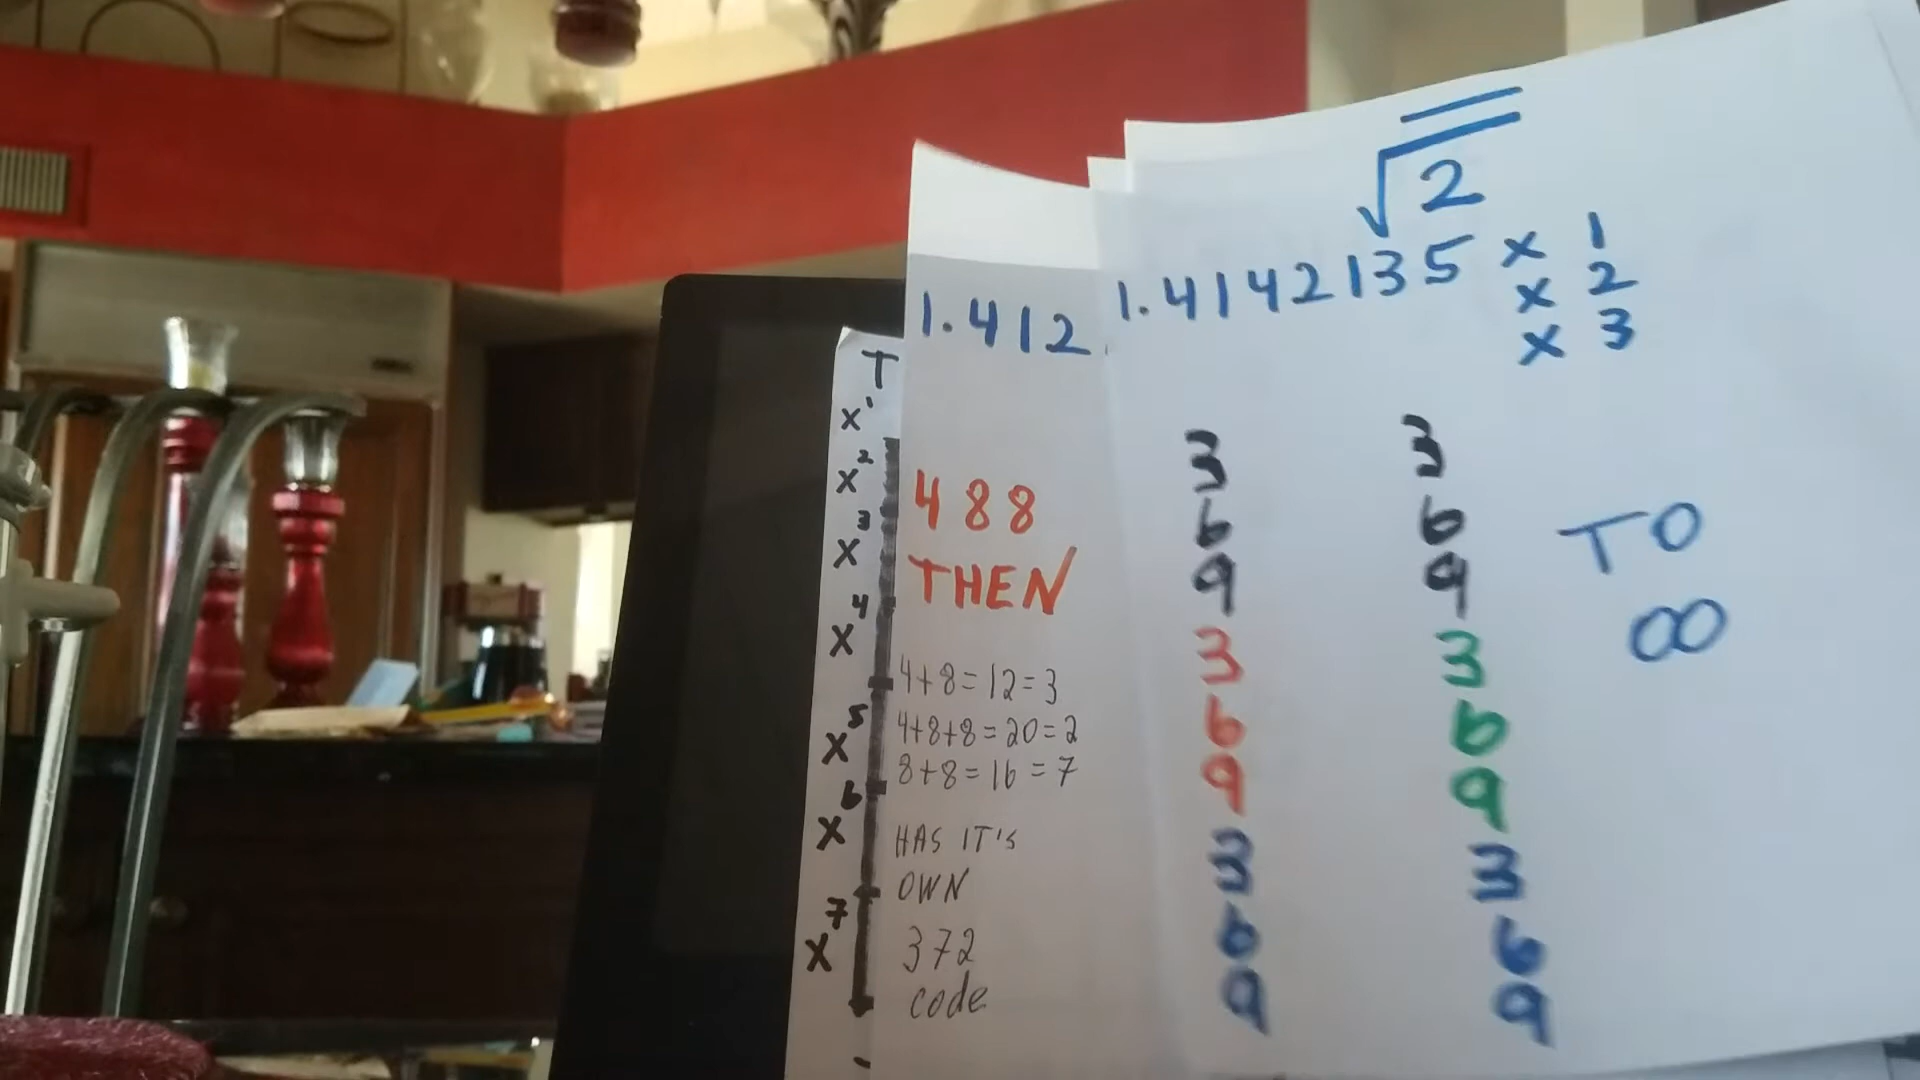 T
x1
x2
x3
x4
x5
x6
x7
1.412
488
THEN
4+8=12=3
4+8+8=20=2
8+8=16=7
HAS IT'S
OWN
372
code
√2
1.4142135 x 1
x 2
x 3
3 3
6 6
9 9
3 3
6 6
9 9
3 3
6 6
9 9
TO
∞